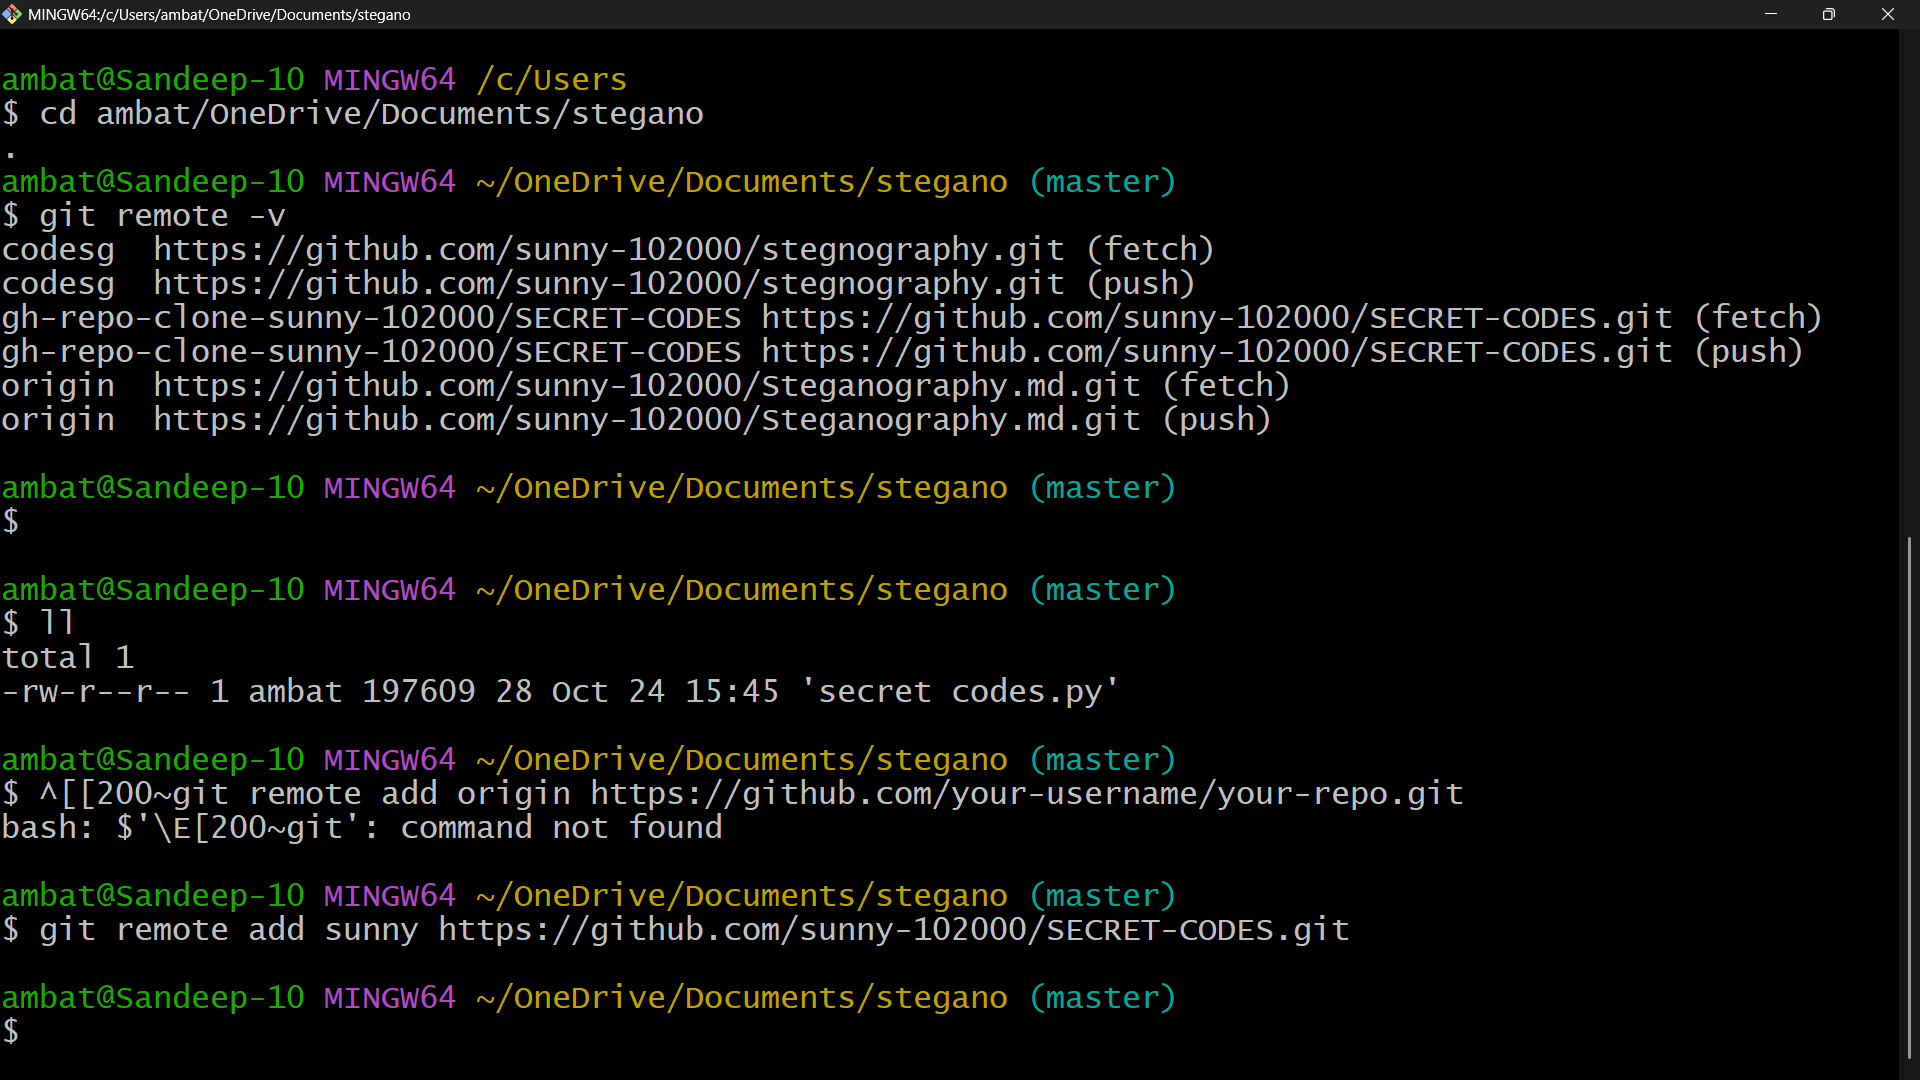 MINGW64:/c/Users/ambat/OneDrive/Documents/stegano
ambat@Sandeep-10 MINGW64 /c/Users
$ cd ambat/OneDrive/Documents/stegano
.
ambat@Sandeep-10 MINGW64 ~/OneDrive/Documents/stegano (master)
$ git remote -v
codesg  https://github.com/sunny-102000/stegnography.git (fetch)
codesg  https://github.com/sunny-102000/stegnography.git (push)
gh-repo-clone-sunny-102000/SECRET-CODES https://github.com/sunny-102000/SECRET-CODES.git (fetch)
gh-repo-clone-sunny-102000/SECRET-CODES https://github.com/sunny-102000/SECRET-CODES.git (push)
origin  https://github.com/sunny-102000/Steganography.md.git (fetch)
origin  https://github.com/sunny-102000/Steganography.md.git (push)
ambat@Sandeep-10 MINGW64 ~/OneDrive/Documents/stegano (master)
$
ambat@Sandeep-10 MINGW64 ~/OneDrive/Documents/stegano (master)
$ ll
total 1
-rw-r--r-- 1 ambat 197609 28 Oct 24 15:45 'secret codes.py'
ambat@Sandeep-10 MINGW64 ~/OneDrive/Documents/stegano (master)
$ ^[[200~git remote add origin https://github.com/your-username/your-repo.git
bash: $'\E[200~git': command not found
ambat@Sandeep-10 MINGW64 ~/OneDrive/Documents/stegano (master)
$ git remote add sunny https://github.com/sunny-102000/SECRET-CODES.git
ambat@Sandeep-10 MINGW64 ~/OneDrive/Documents/stegano (master)
$